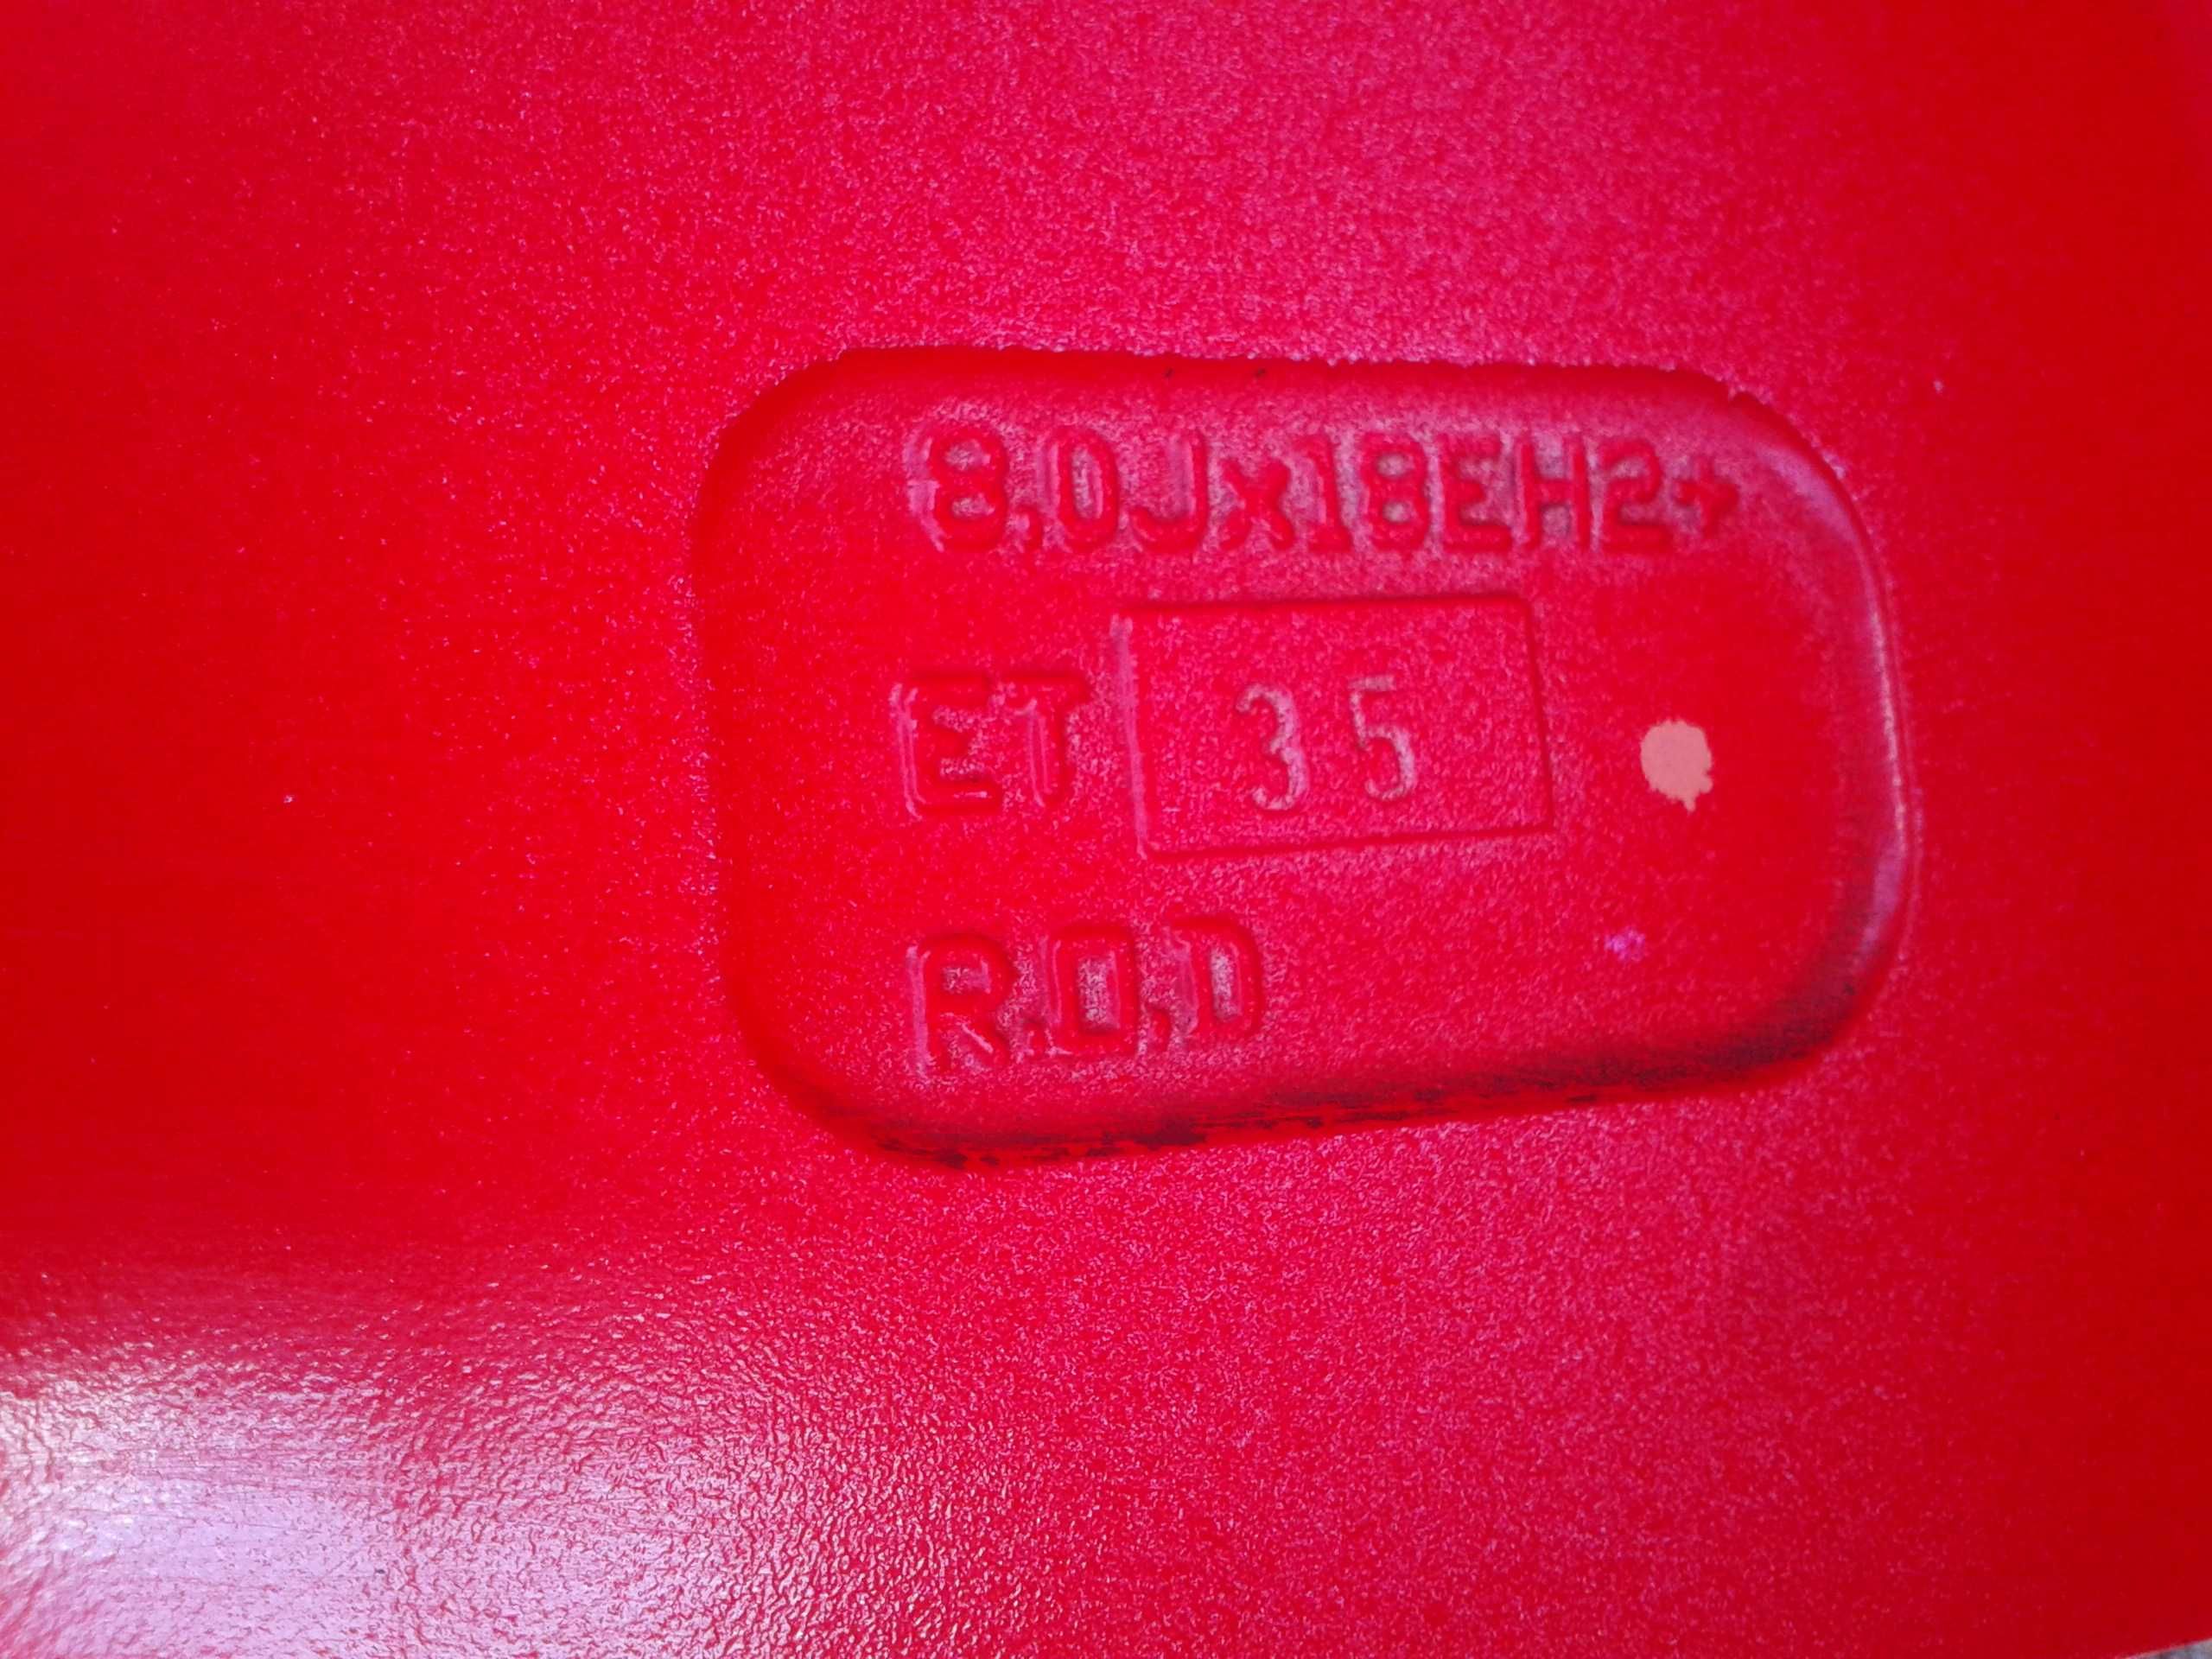 8,0Jx18EH2+
ET 35
R,O,D